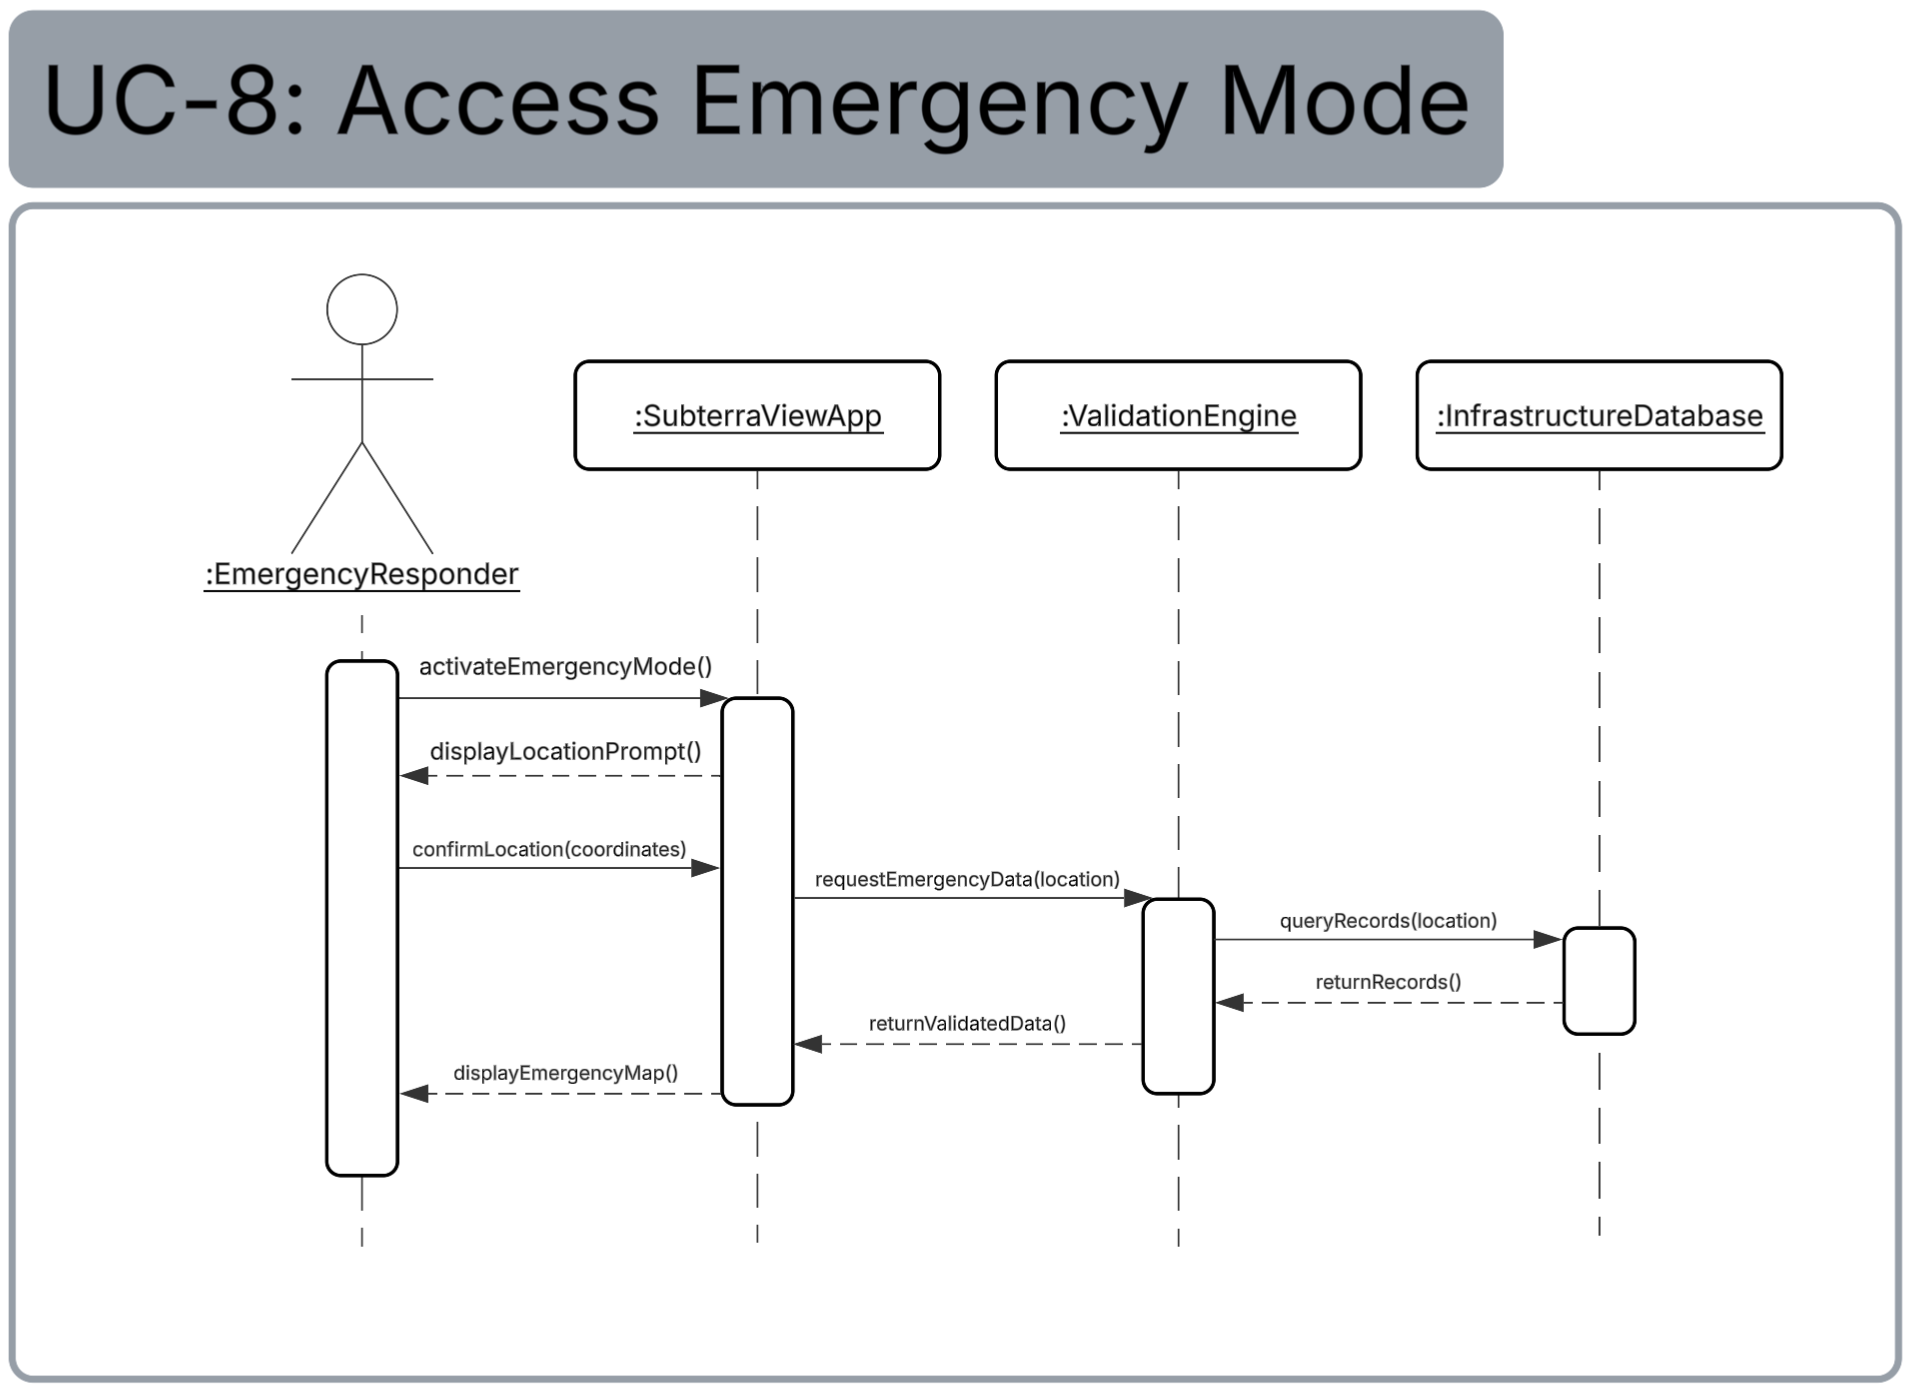 UC-8: Access Emergency Mode
:SubterraViewApp
:ValidationEngine
:InfrastructureDatabase
:EmergencyResponder
activateEmergencyMode()
displayLocationPrompt()
confirmLocation(coordinates)
requestEmergencyData(location)
queryRecords(location)
returnRecords()
returnValidatedData()
displayEmergencyMap()